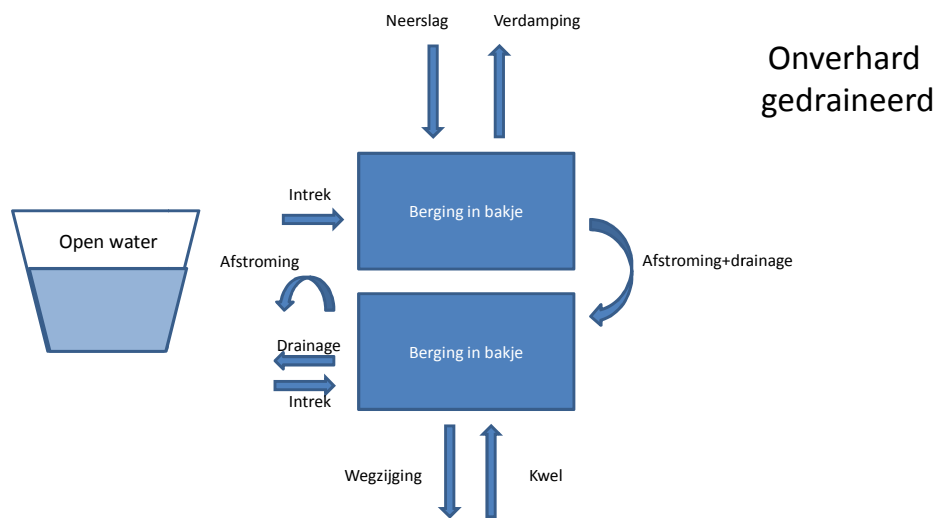 Neerslag
Verdamping
Onverhard
gedraineerd
Intrek
Berging in bakje
Open water
Afstroming
Afstroming+drainage
Drainage
Berging in bakje
Intrek
Wegzijging
Kwel